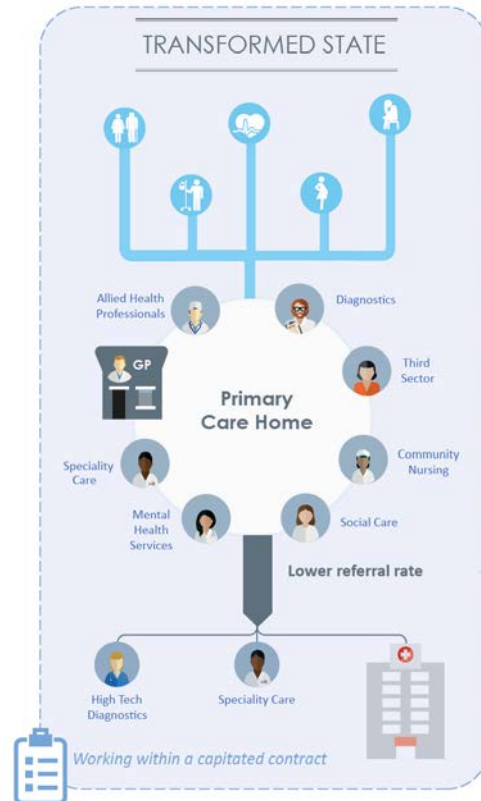 TRANSFORMED STATE
Allied Health
Professionals
Diagnostics
GP
Third
Sector
Primary
Care Home
Speciality
Care
Community
Nursing
Mental
Health
Services
Social Care
Lower referral rate
High Tech
Diagnostics
Speciality Care
Working within a capitated contract